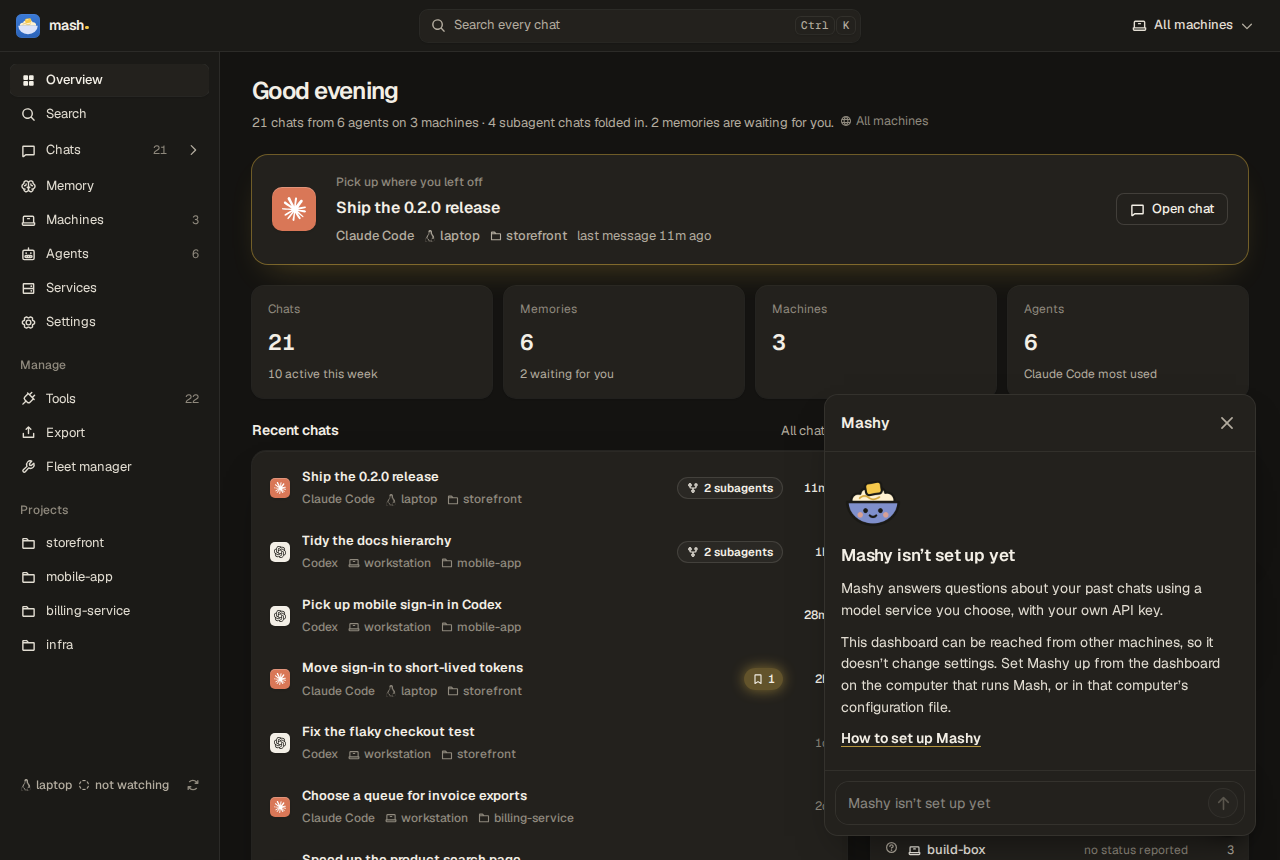 mash
Search every chat
Ctrl K
All machines
Overview
Search
Chats 21
Memory
Machines 3
Agents 6
Services
Settings
Manage
Tools 22
Export
Fleet manager
Projects
storefront
mobile-app
billing-service
infra
laptop not watching
Good evening
21 chats from 6 agents on 3 machines · 4 subagent chats folded in. 2 memories are waiting for you. All machines
Pick up where you left off
Ship the 0.2.0 release
Claude Code laptop storefront last message 11m ago
Open chat
Chats
21
10 active this week
Memories
6
2 waiting for you
Machines
3
Agents
6
Claude Code most used
Recent chats
All chat
Ship the 0.2.0 release
Claude Code laptop storefront
2 subagents
Tidy the docs hierarchy
Codex workstation mobile-app
2 subagents
Pick up mobile sign-in in Codex
Codex workstation mobile-app
Move sign-in to short-lived tokens
Claude Code laptop storefront
1
Fix the flaky checkout test
Codex workstation storefront
Choose a queue for invoice exports
Claude Code workstation billing-service
Speed up the product search page
Mashy
Mashy isn't set up yet
Mashy answers questions about your past chats using a
model service you choose, with your own API key.
This dashboard can be reached from other machines, so it
doesn't change settings. Set Mashy up from the dashboard
on the computer that runs Mash, or in that computer's
configuration file.
How to set up Mashy
Mashy isn't set up yet
build-box no status reported 3